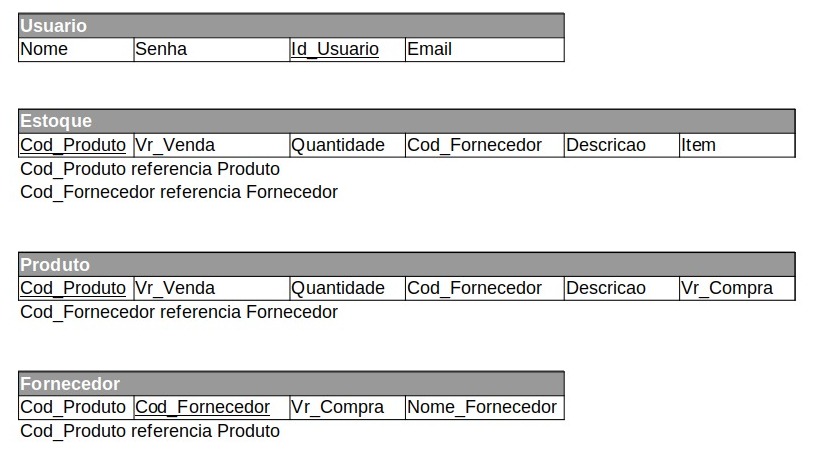 Usuario
Nome Senha Id_Usuario Email
Estoque
Cod_Produto Vr_Venda Quantidade Cod_Fornecedor Descricao Item
Cod_Produto referencia Produto
Cod_Fornecedor referencia Fornecedor
Produto
Cod_Produto Vr_Venda Quantidade Cod_Fornecedor Descricao Vr_Compra
Cod_Fornecedor referencia Fornecedor
Fornecedor
Cod_Produto Cod_Fornecedor Vr_Compra Nome_Fornecedor
Cod_Produto referencia Produto